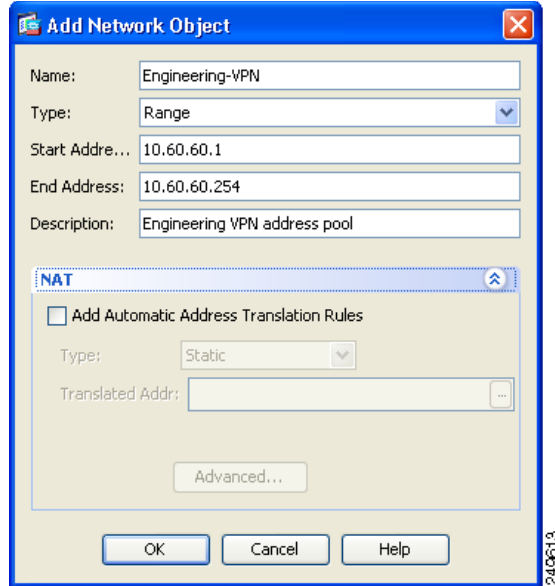 Add Network Object
Name: Engineering-VPN
Type: Range
Start Addre... 10.60.60.1
End Address: 10.60.60.254
Description: Engineering VPN address pool
NAT
Add Automatic Address Translation Rules
Type: Static
Translated Addr: ...
Advanced...
OK Cancel Help
249613